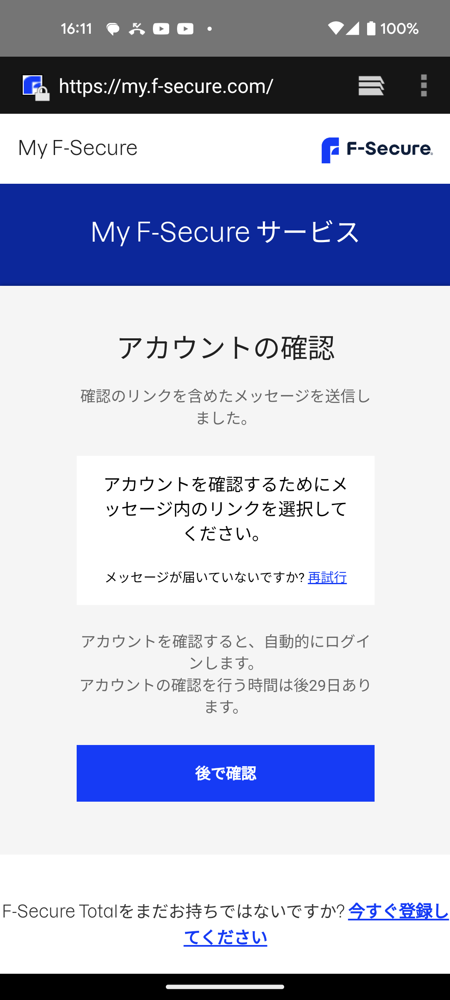 16:11
100%
https://my.f-secure.com/
My F-Secure
F-Secure®
My F-Secure サービス
アカウントの確認
確認のリンクを含めたメッセージを送信し
ました。
アカウントを確認するためにメ
ッセージ内のリンクを選択して
ください。
メッセージが届いていないですか? 再試行
アカウントを確認すると、自動的にログイ
ンします。
アカウントの確認を行う時間は後29日あり
ます。
後で確認
F-Secure Totalをまだお持ちではないですか? 今すぐ登録し
てください